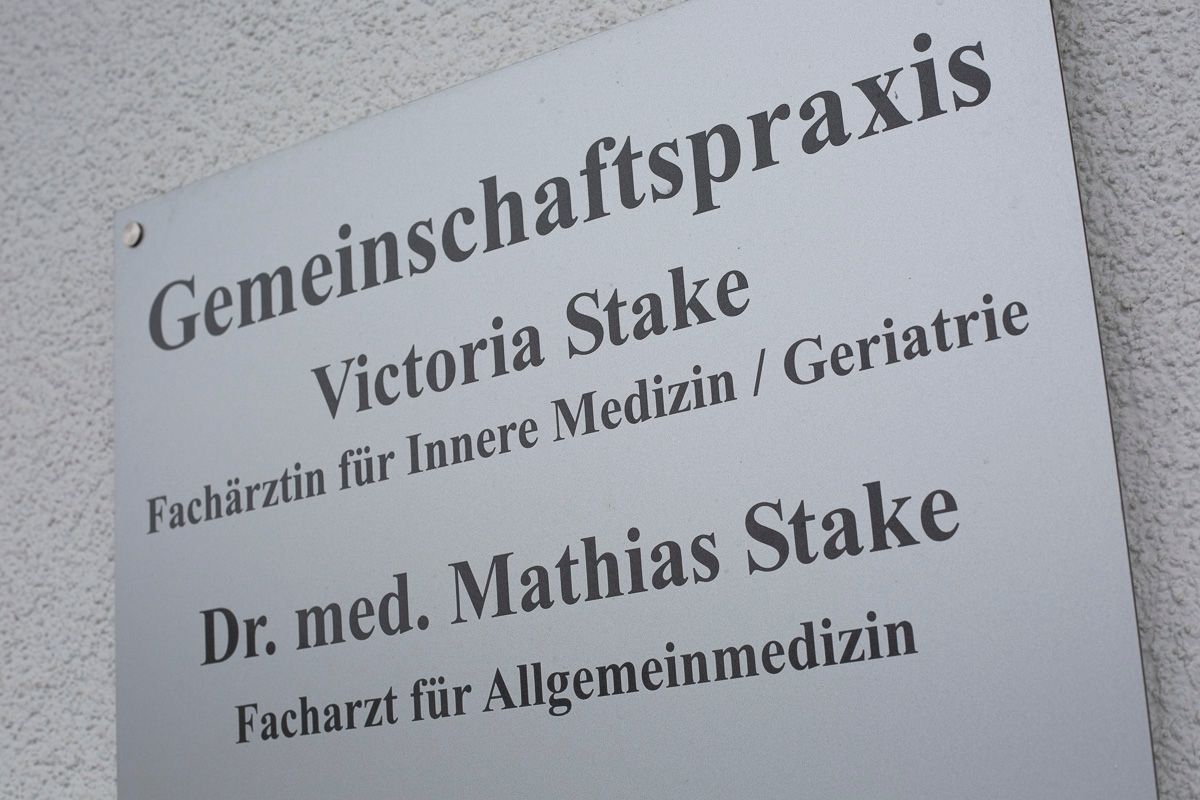 Gemeinschaftspraxis
Victoria Stake
Fachärztin für Innere Medizin / Geriatrie
Dr. med. Mathias Stake
Facharzt für Allgemeinmedizin